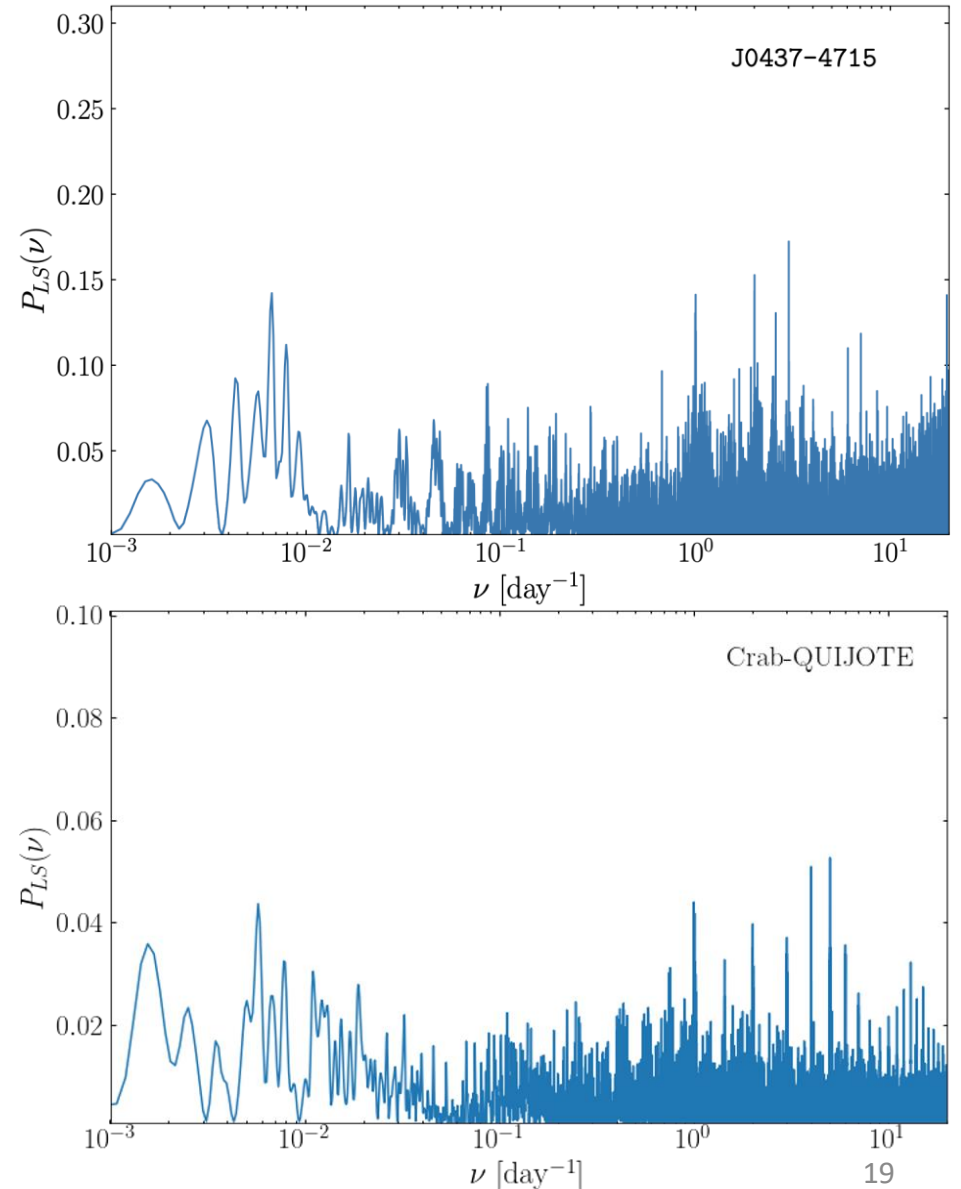 0.30
J0437−4715
0.25
0.20
P_{LS}(ν)
0.15
0.10
0.05
10^{−3} 10^{−2} 10^{−1} 10^{0} 10^{1}
ν [day^{−1}]
0.10
Crab-QUIJOTE
0.08
0.06
P_{LS}(ν)
0.04
0.02
10^{−3} 10^{−2} 10^{−1} 10^{0} 10^{1}
ν [day^{−1}]
19